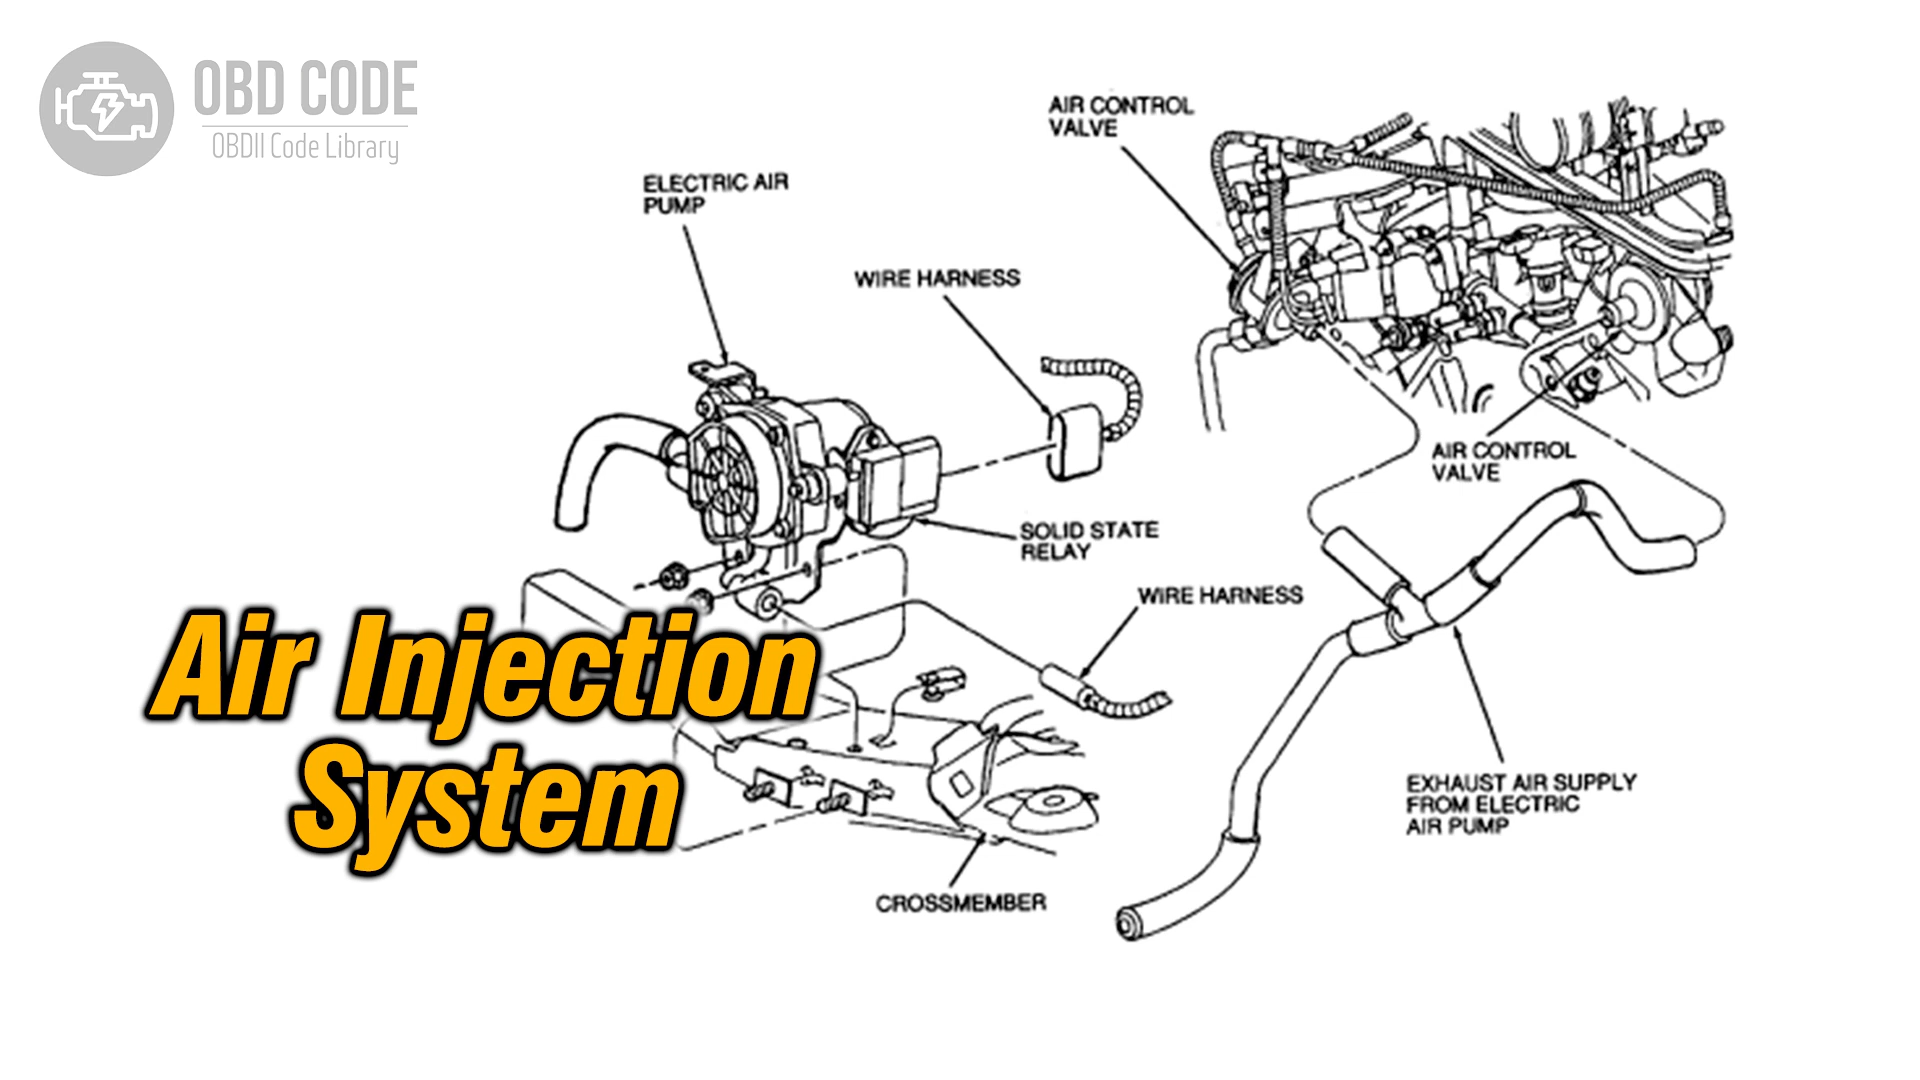 OBD CODE
OBDII Code Library
AIR CONTROL
VALVE
ELECTRIC AIR
PUMP
WIRE HARNESS
AIR CONTROL
VALVE
SOLID STATE
RELAY
WIRE HARNESS
Air Injection
System
EXHAUST AIR SUPPLY
FROM ELECTRIC
AIR PUMP
CROSSMEMBER